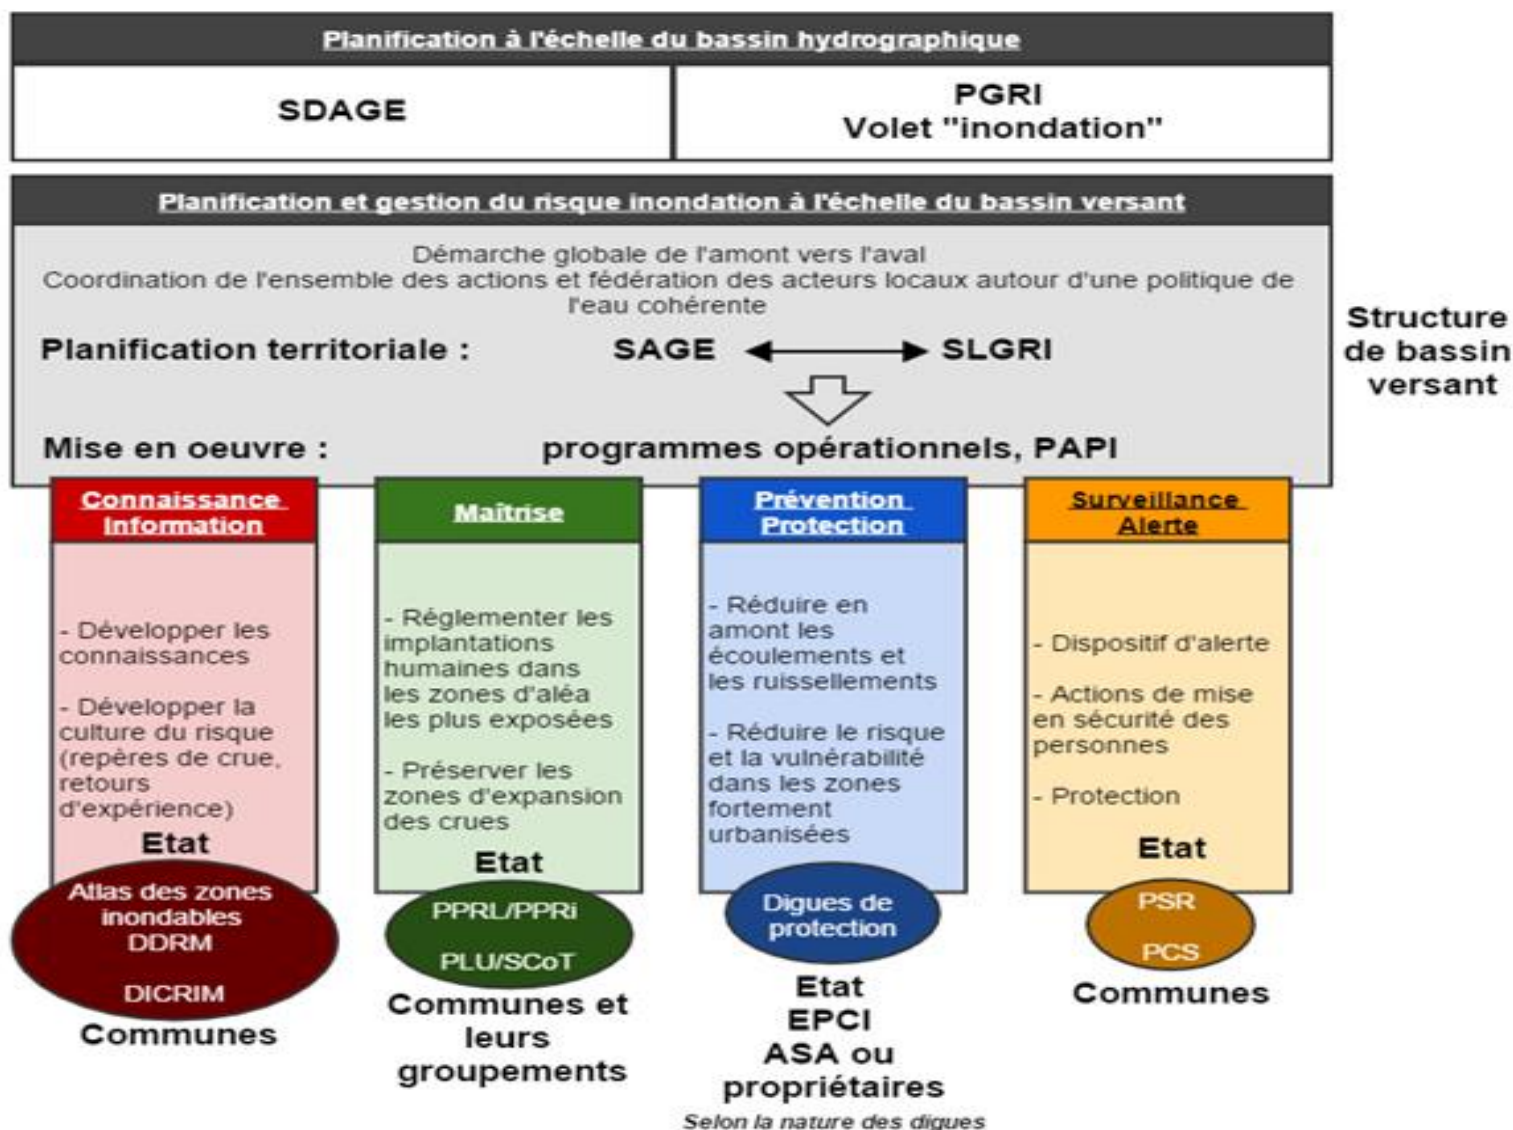 Planification à l'échelle du bassin hydrographique
SDAGE
PGRI
Volet "inondation"
Planification et gestion du risque inondation à l'échelle du bassin versant
Démarche globale de l'amont vers l'aval
Coordination de l'ensemble des actions et fédération des acteurs locaux autour d'une politique de
l'eau cohérente
Planification territoriale : SAGE SLGRI
Mise en oeuvre : programmes opérationnels, PAPI
Structure
de bassin
versant
Connaissance
Information
- Développer les
connaissances
- Développer la
culture du risque
(repères de crue,
retours
d'expérience)
Etat
Atlas des zones
inondables
DDRM
DICRIM
Communes
Maîtrise
- Réglementer les
implantations
humaines dans
les zones d'aléa
les plus exposées
- Préserver les
zones d'expansion
des crues
Etat
PPRL/PPRi
PLU/SCoT
Communes et
leurs
groupements
Prévention
Protection
- Réduire en
amont les
écoulements et
les ruissellements
- Réduire le risque
et la vulnérabilité
dans les zones
fortement
urbanisées
Digues de
protection
Etat
EPCI
ASA ou
propriétaires
Selon la nature des digues
Surveillance
Alerte
- Dispositif d'alerte
- Actions de mise
en sécurité des
personnes
- Protection
Etat
PSR
PCS
Communes